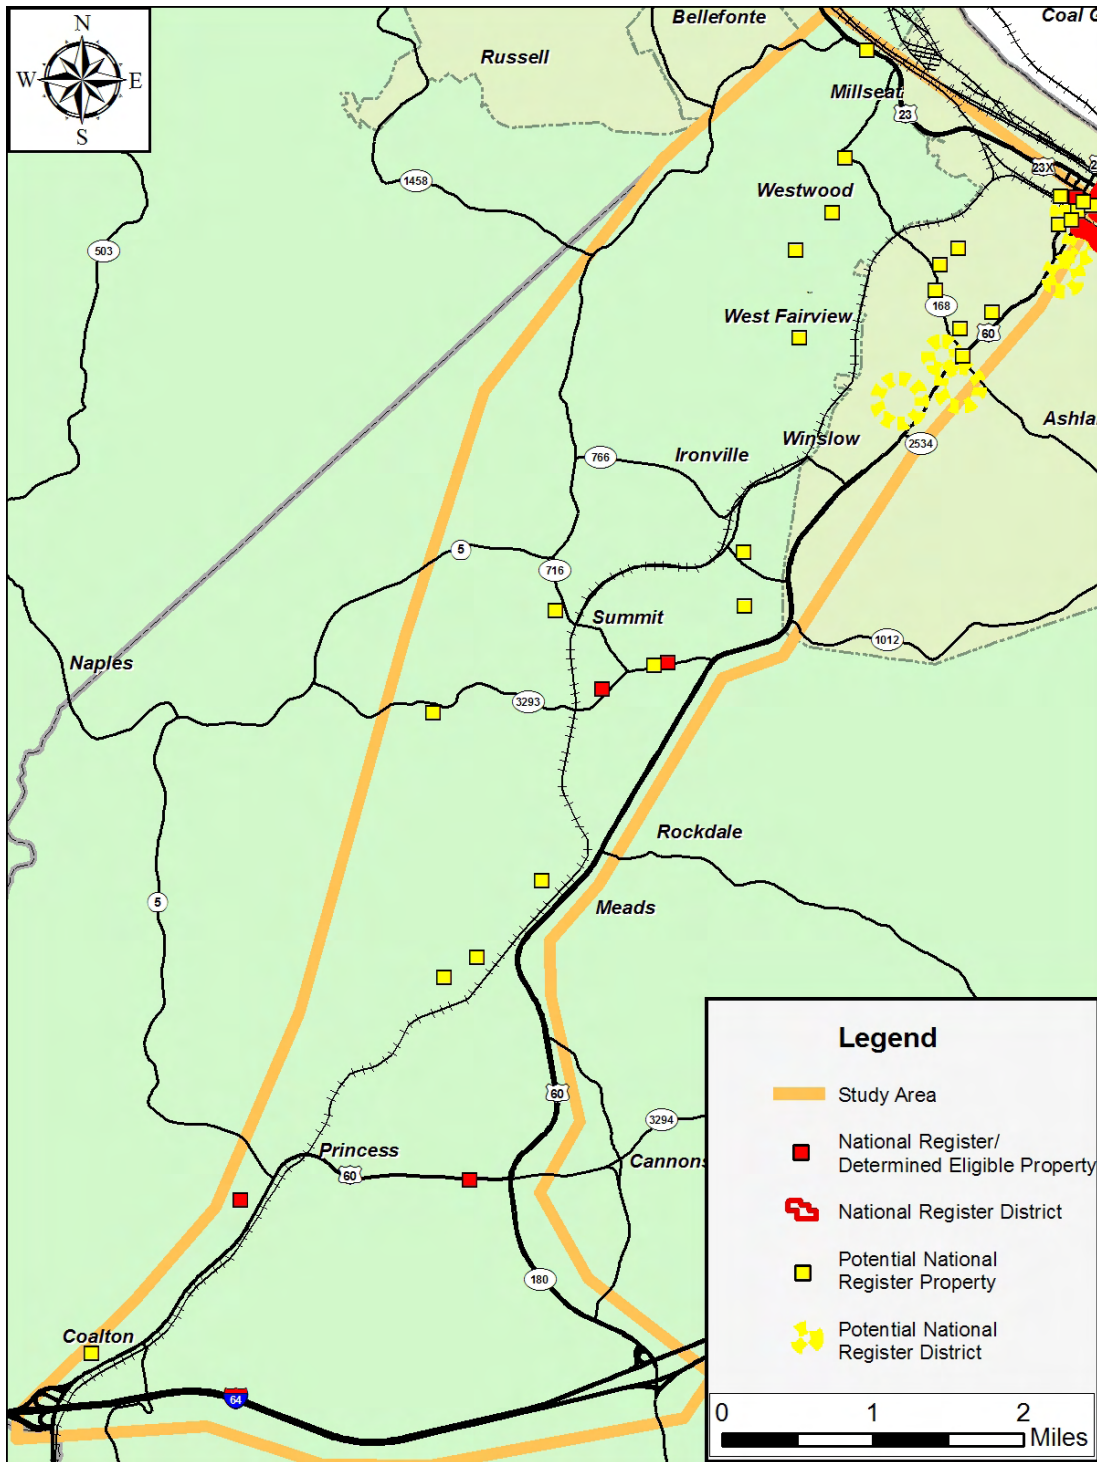 N
W E
S
Bellefonte
Coal G
Russell
Millseat
23
23X
1458
Westwood
503
168
West Fairview
60
Ashla
Winslow
2534
Ironville
766
5
716
Summit
1012
Naples
3293
Rockdale
5
Meads
60
3294
Princess
Cannons
60
180
Coalton
64
Legend
Study Area
National Register/
Determined Eligible Property
National Register District
Potential National
Register Property
Potential National
Register District
0 1 2
Miles